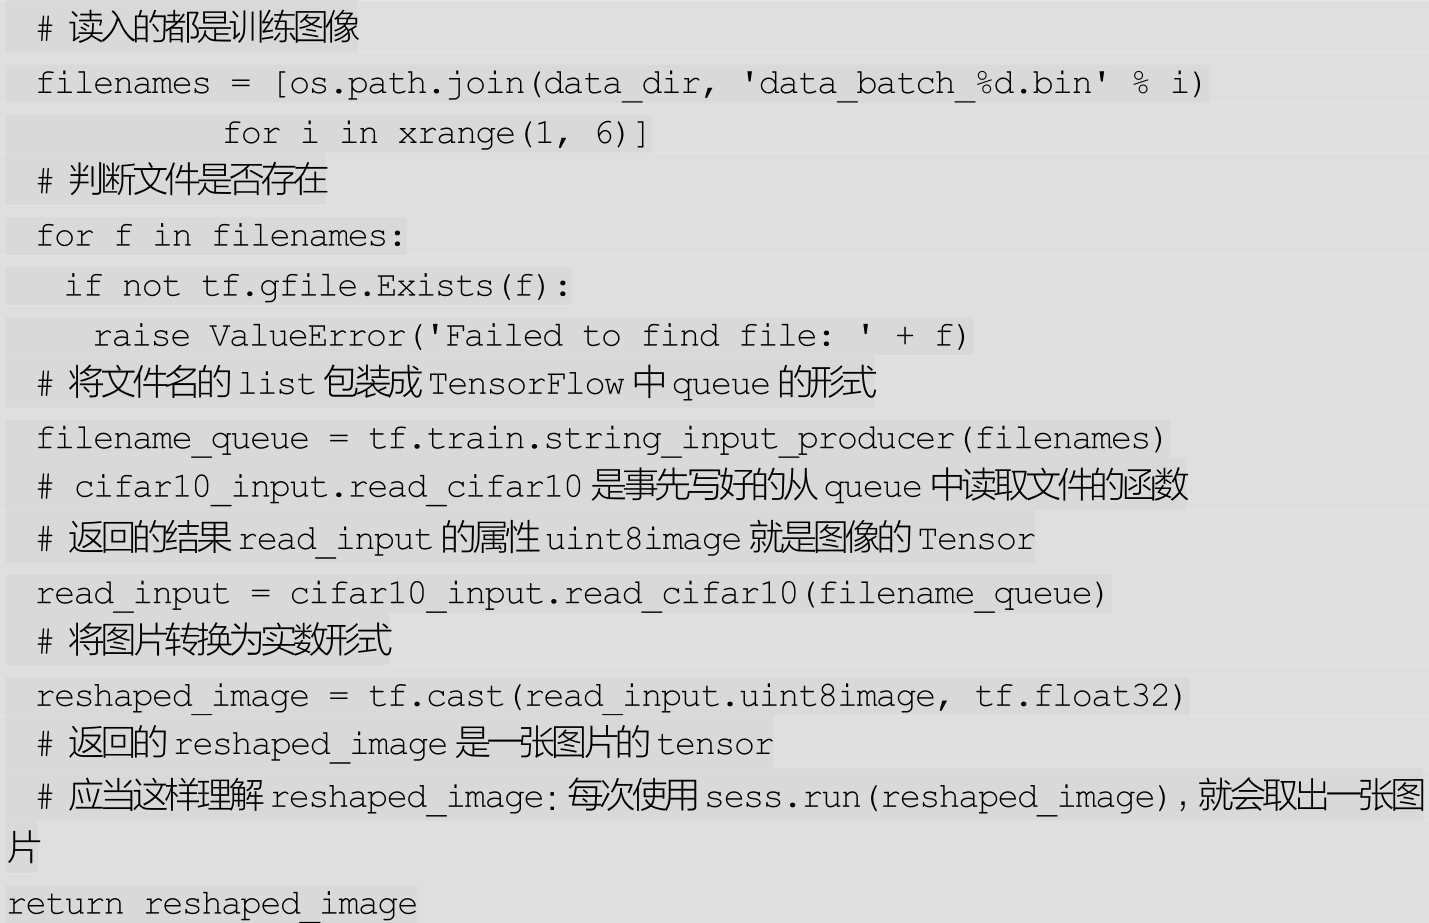 # 读入的都是训练图像
filenames = [os.path.join(data_dir, 'data_batch_%d.bin' % i)
for i in xrange(1, 6)]
# 判断文件是否存在
for f in filenames:
if not tf.gfile.Exists(f):
raise ValueError('Failed to find file: ' + f)
# 将文件名的 list 包装成 TensorFlow 中 queue 的形式
filename_queue = tf.train.string_input_producer(filenames)
# cifar10_input.read_cifar10 是事先写好的从 queue 中读取文件的函数
# 返回的结果 read_input 的属性 uint8image 就是图像的 Tensor
read_input = cifar10_input.read_cifar10(filename_queue)
# 将图片转换为实数形式
reshaped_image = tf.cast(read_input.uint8image, tf.float32)
# 返回的 reshaped_image 是一张图片的 tensor
# 应当这样理解 reshaped_image: 每次使用 sess.run(reshaped_image), 就会取出一张图
片
return reshaped_image